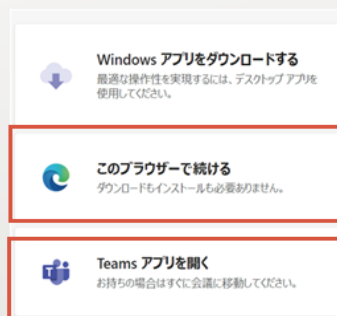 Windows アプリをダウンロードする
最適な操作性を実現するには、デスクトップ アプリを
使用してください。
このブラウザーで続ける
ダウンロードもインストールも必要ありません。
Teams アプリを開く
お持ちの場合はすぐに会議に移動してください。